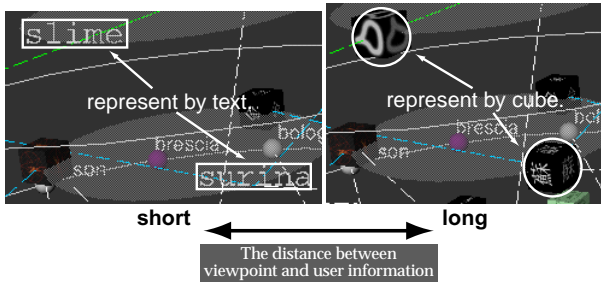 slime
represent by text.
brescia
bolog
son
surina
represent by cube.
brescia
bolo
son
short
long
The distance between
viewpoint and user information